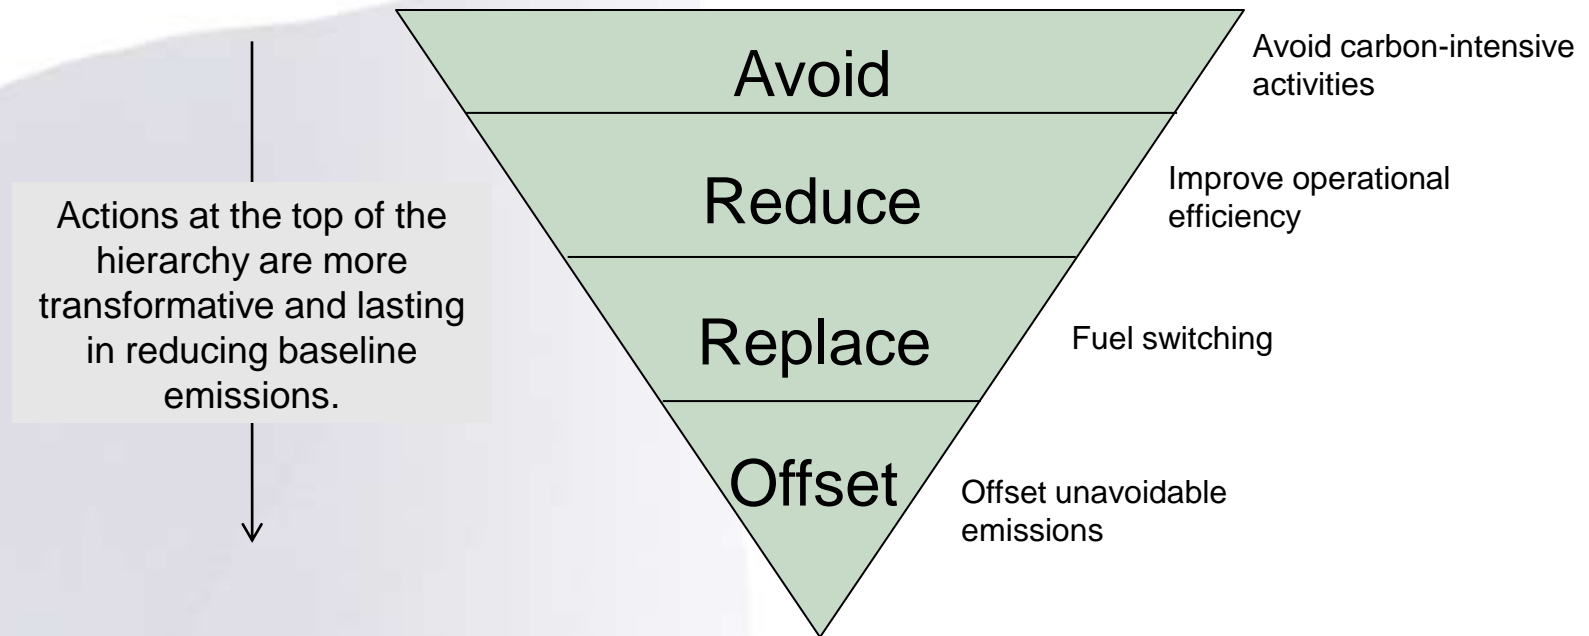 Avoid
Avoid carbon-intensive
activities
Actions at the top of the
hierarchy are more
transformative and lasting
in reducing baseline
emissions.
Reduce
Improve operational
efficiency
Replace
Fuel switching
Offset
Offset unavoidable
emissions